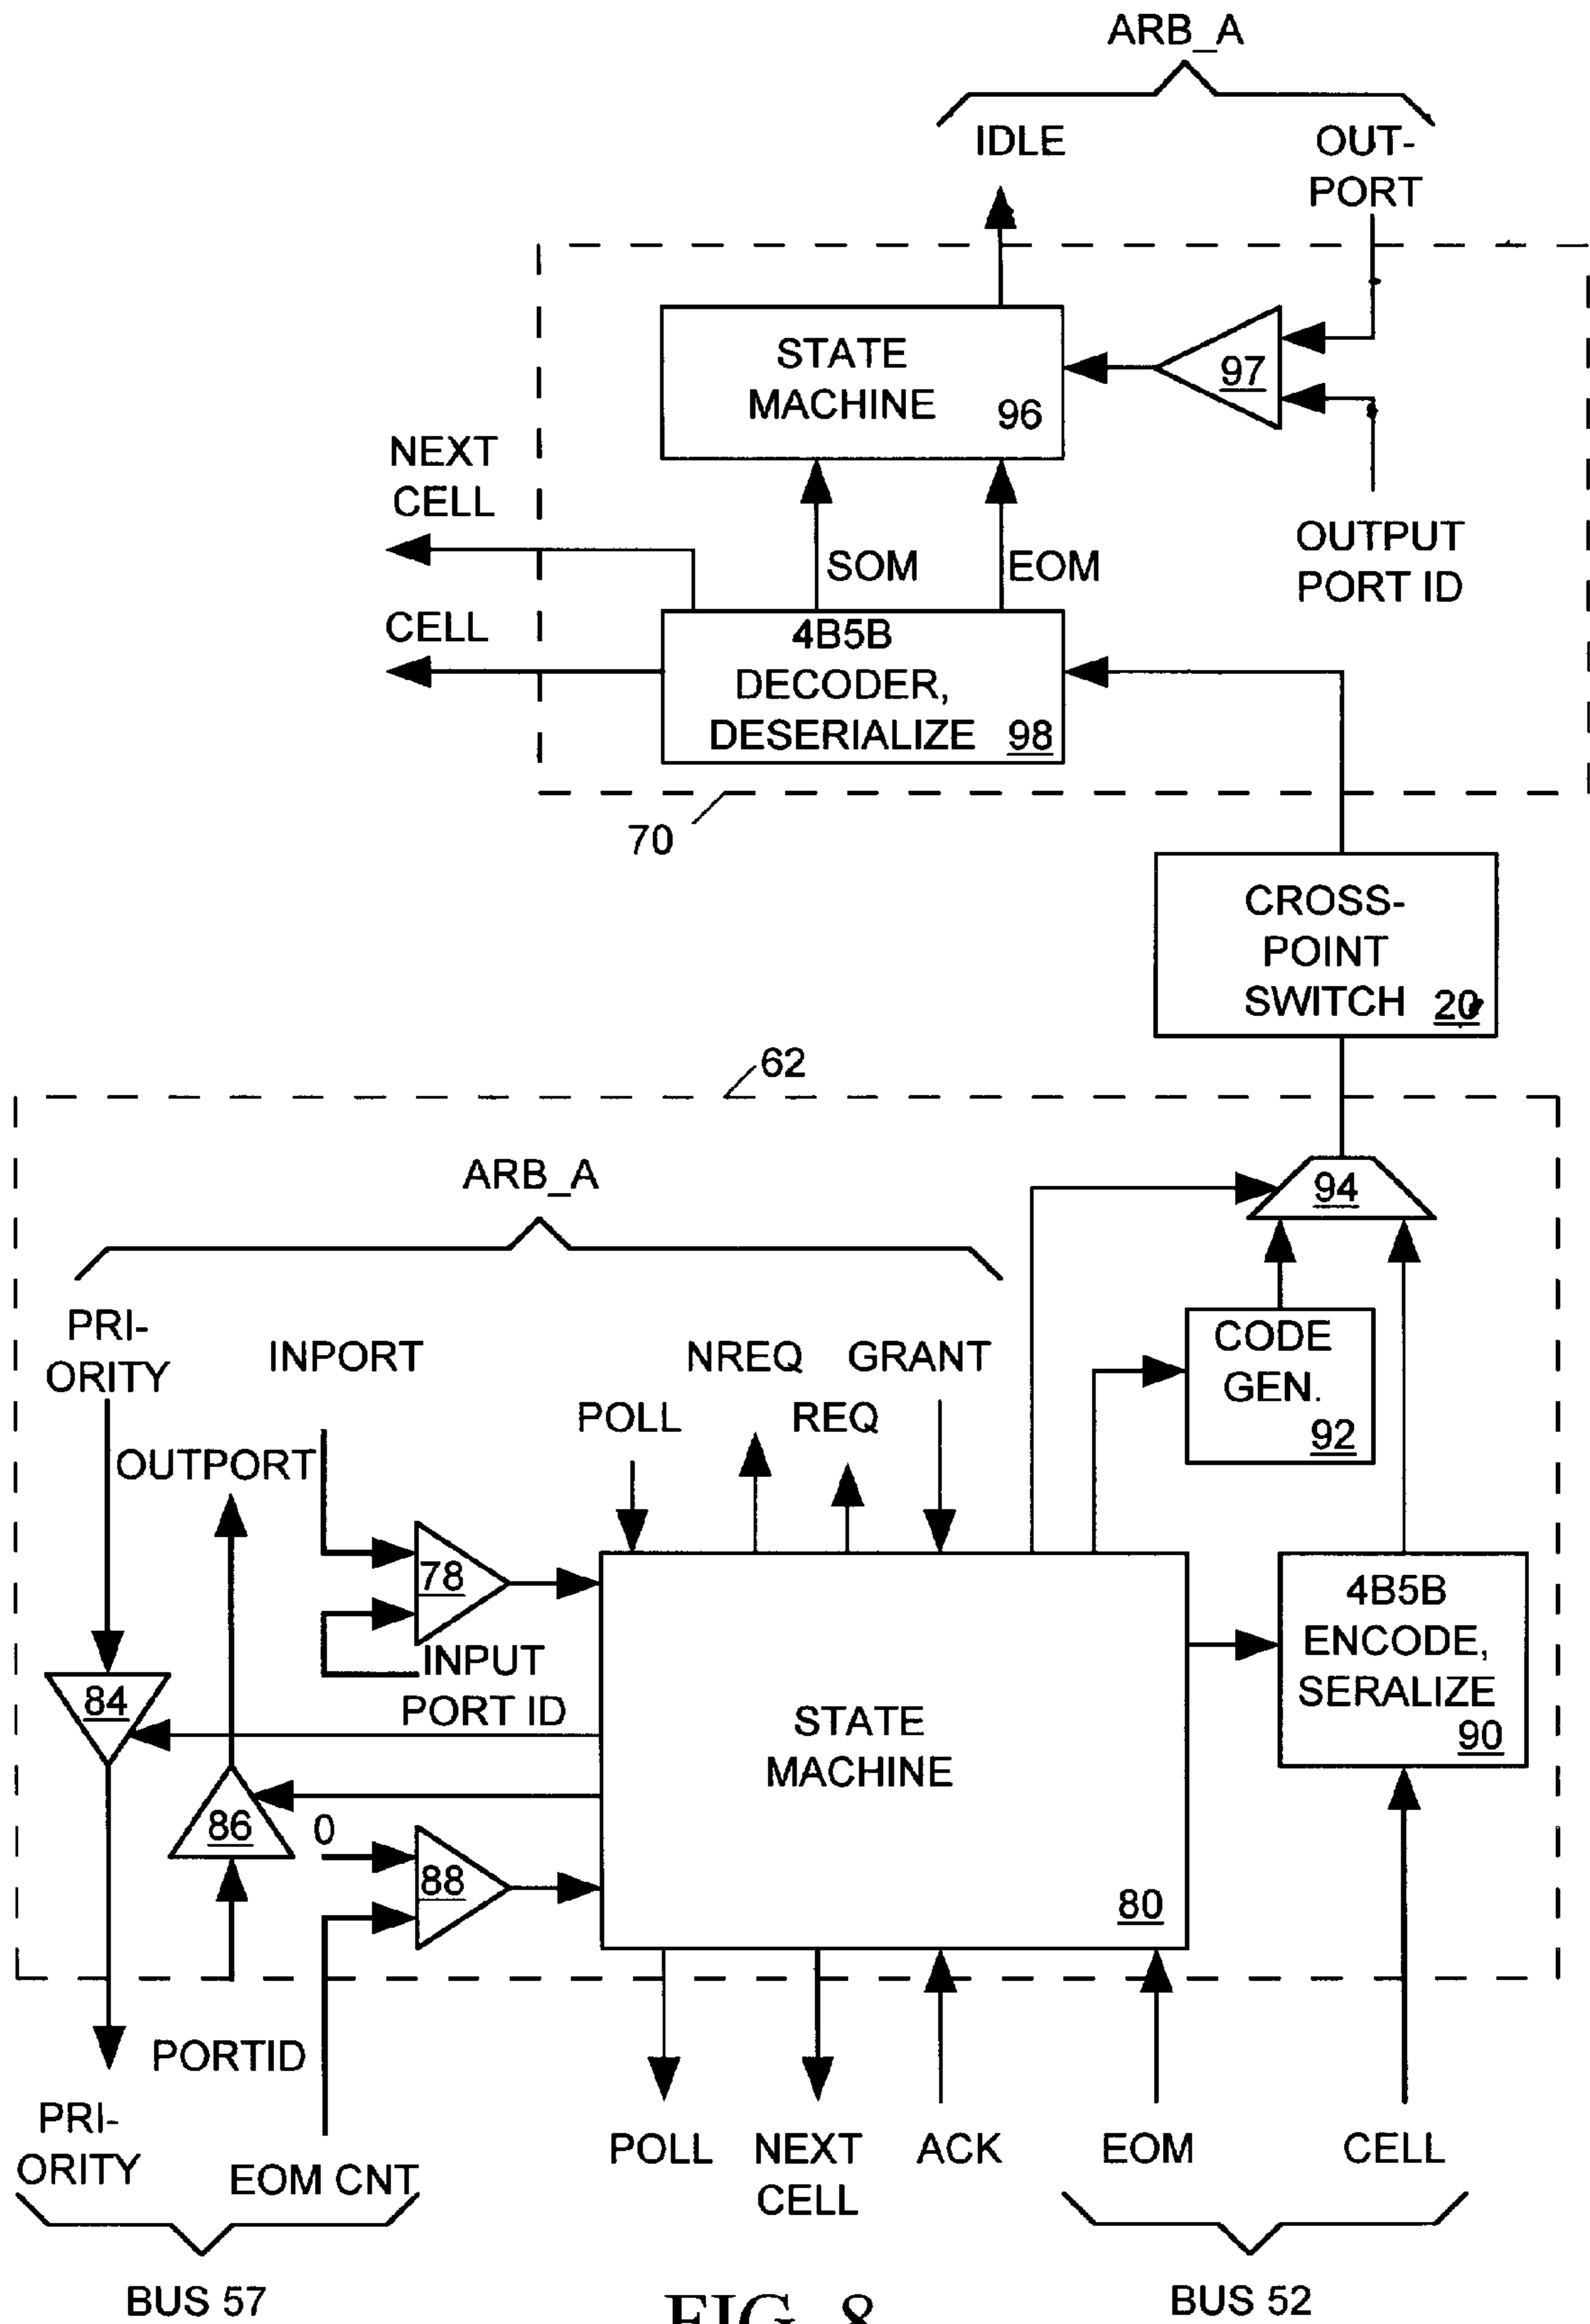 ARB_A
IDLE
OUT-
PORT
STATE
MACHINE
96
97
NEXT
CELL
SOM
EOM
OUTPUT
PORT ID
CELL
4B5B
DECODER,
DESERIALIZE 98
70
CROSS-
POINT
SWITCH 20
62
ARB_A
94
PRI-
ORITY
INPORT
NREQ
GRANT
CODE
GEN.
92
POLL
REQ
OUTPORT
78
INPUT
PORT ID
84
4B5B
ENCODE,
SERALIZE
90
STATE
MACHINE
80
86
0
88
PORTID
PRI-
ORITY
EOM CNT
POLL
NEXT
CELL
ACK
EOM
CELL
BUS 57
BUS 52
FIG. 8